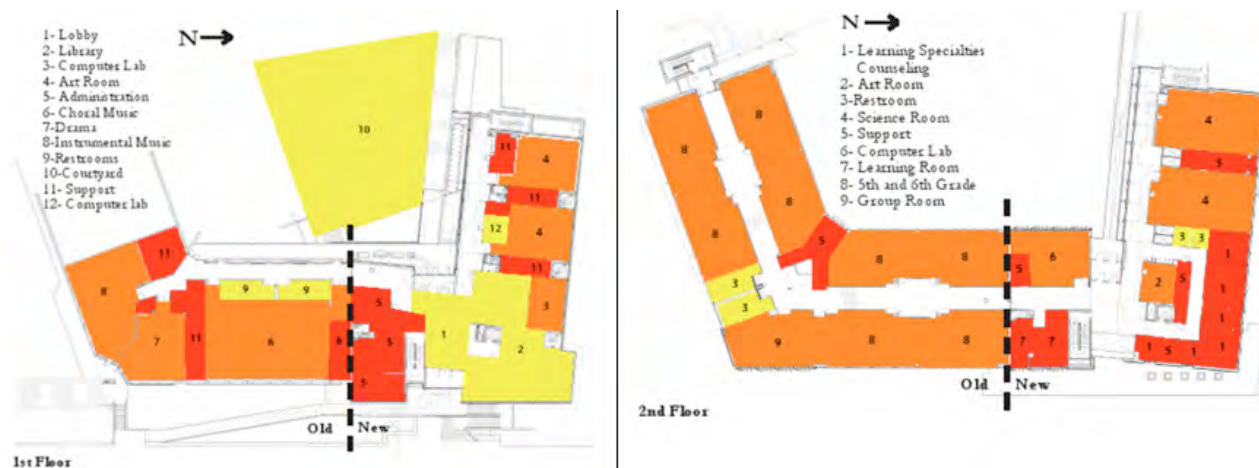 1- Lobby
2- Library
3- Computer Lab
4- Art Room
5- Administration
6- Choral Music
7-Drama
8-Instrumental Music
9-Restrooms
10-Courtyard
11- Support
12- Computer lab
N
10
11
4
11
12
4
11
3
11
8
9
9
5
1
7
11
6
6
5
2
5
Old New
1st Floor
N
1- Learning Specialties
Counseling
2- Art Room
3-Restroom
4- Science Room
5- Support
6- Computer Lab
7- Learning Room
8- 5th and 6th Grade
9- Group Room
8
8
4
5
8
4
8
5
3
3
8
8
8
6
1
5
2
5
3
1
3
1
9
8
8
7
7
1
5
1
1
Old New
2nd Floor